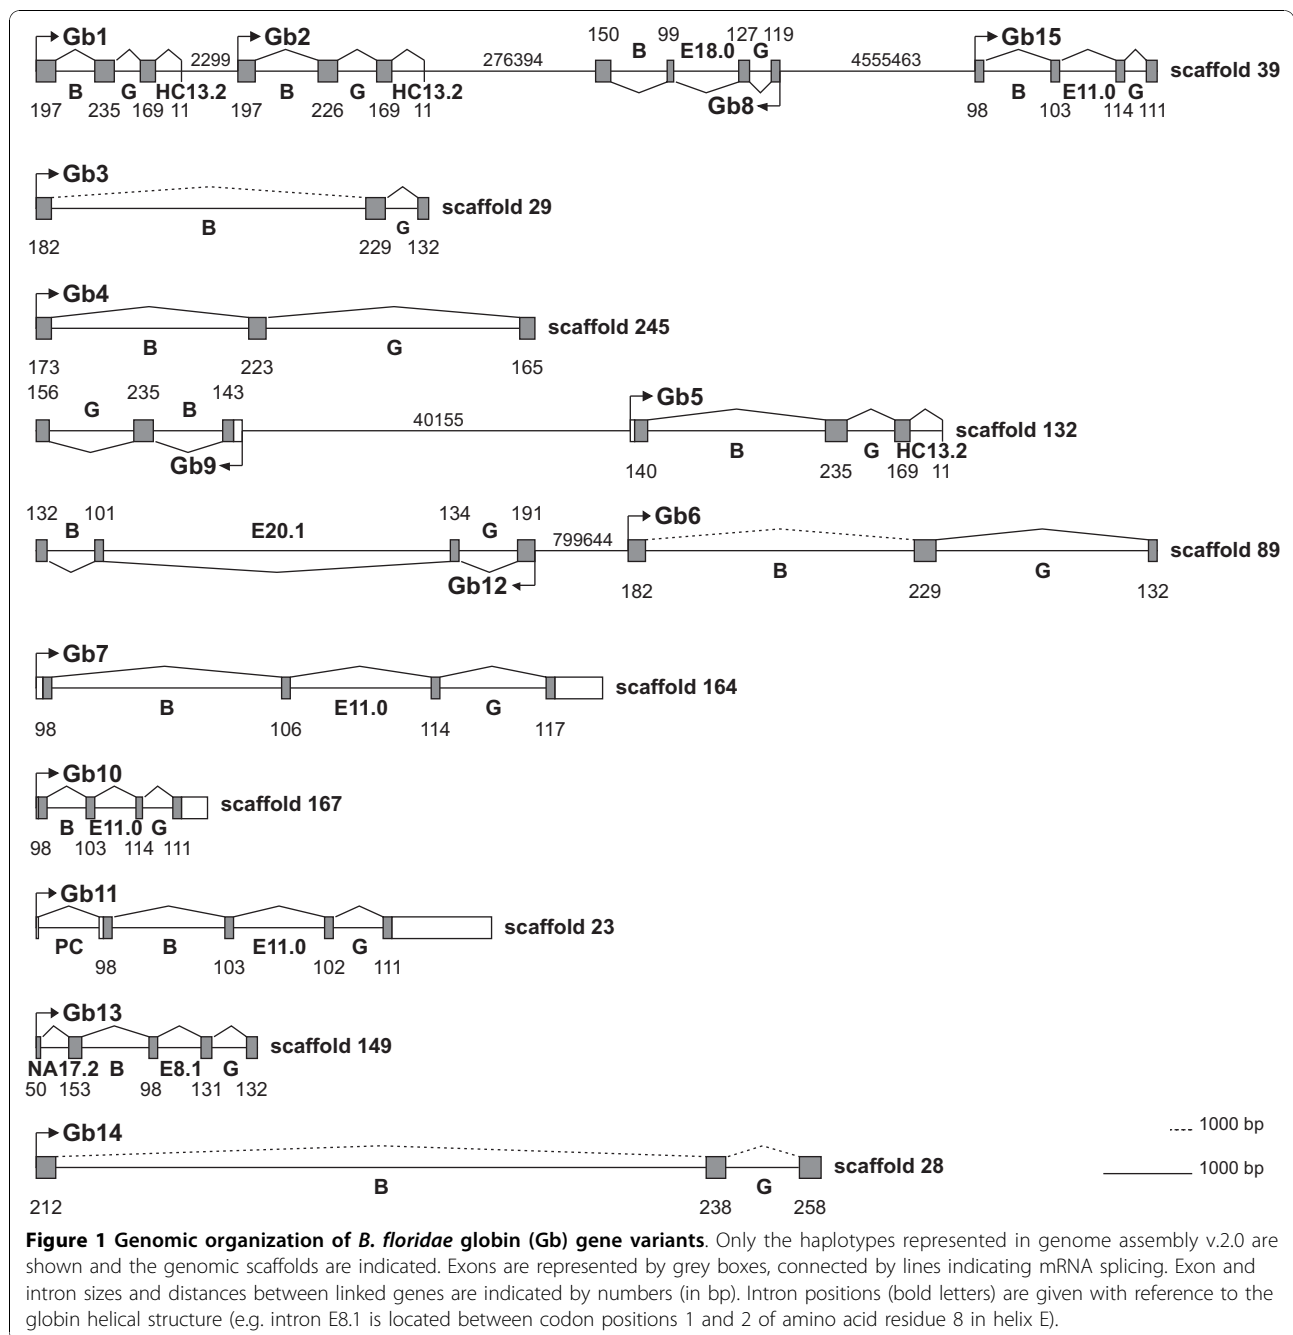 Gb1 Gb2 150 99 127 119 Gb15
2299 276394 B E18.0 G 4555463 scaffold 39
B G HC13.2 B G HC13.2 Gb8 B E11.0 G
197 235 169 11 197 226 169 11 98 103 114 111
Gb3
scaffold 29
B G
182 229 132
Gb4
scaffold 245
B G
173 223 165
156 235 143 Gb5
G B 40155 scaffold 132
Gb9 B G HC13.2
140 235 169 11
132 101 134 191 Gb6
B E20.1 G 799644 scaffold 89
Gb12 B G
182 229 132
Gb7
scaffold 164
B E11.0 G
98 106 114 117
Gb10
scaffold 167
B E11.0 G
98 103 114 111
Gb11
scaffold 23
PC B E11.0 G
98 103 102 111
Gb13
scaffold 149
NA17.2 B E8.1 G
50 153 98 131 132
Gb14 1000 bp
scaffold 28 1000 bp
B G
212 238 258
Figure 1 Genomic organization of B. floridae globin (Gb) gene variants. Only the haplotypes represented in genome assembly v.2.0 are
shown and the genomic scaffolds are indicated. Exons are represented by grey boxes, connected by lines indicating mRNA splicing. Exon and
intron sizes and distances between linked genes are indicated by numbers (in bp). Intron positions (bold letters) are given with reference to the
globin helical structure (e.g. intron E8.1 is located between codon positions 1 and 2 of amino acid residue 8 in helix E).